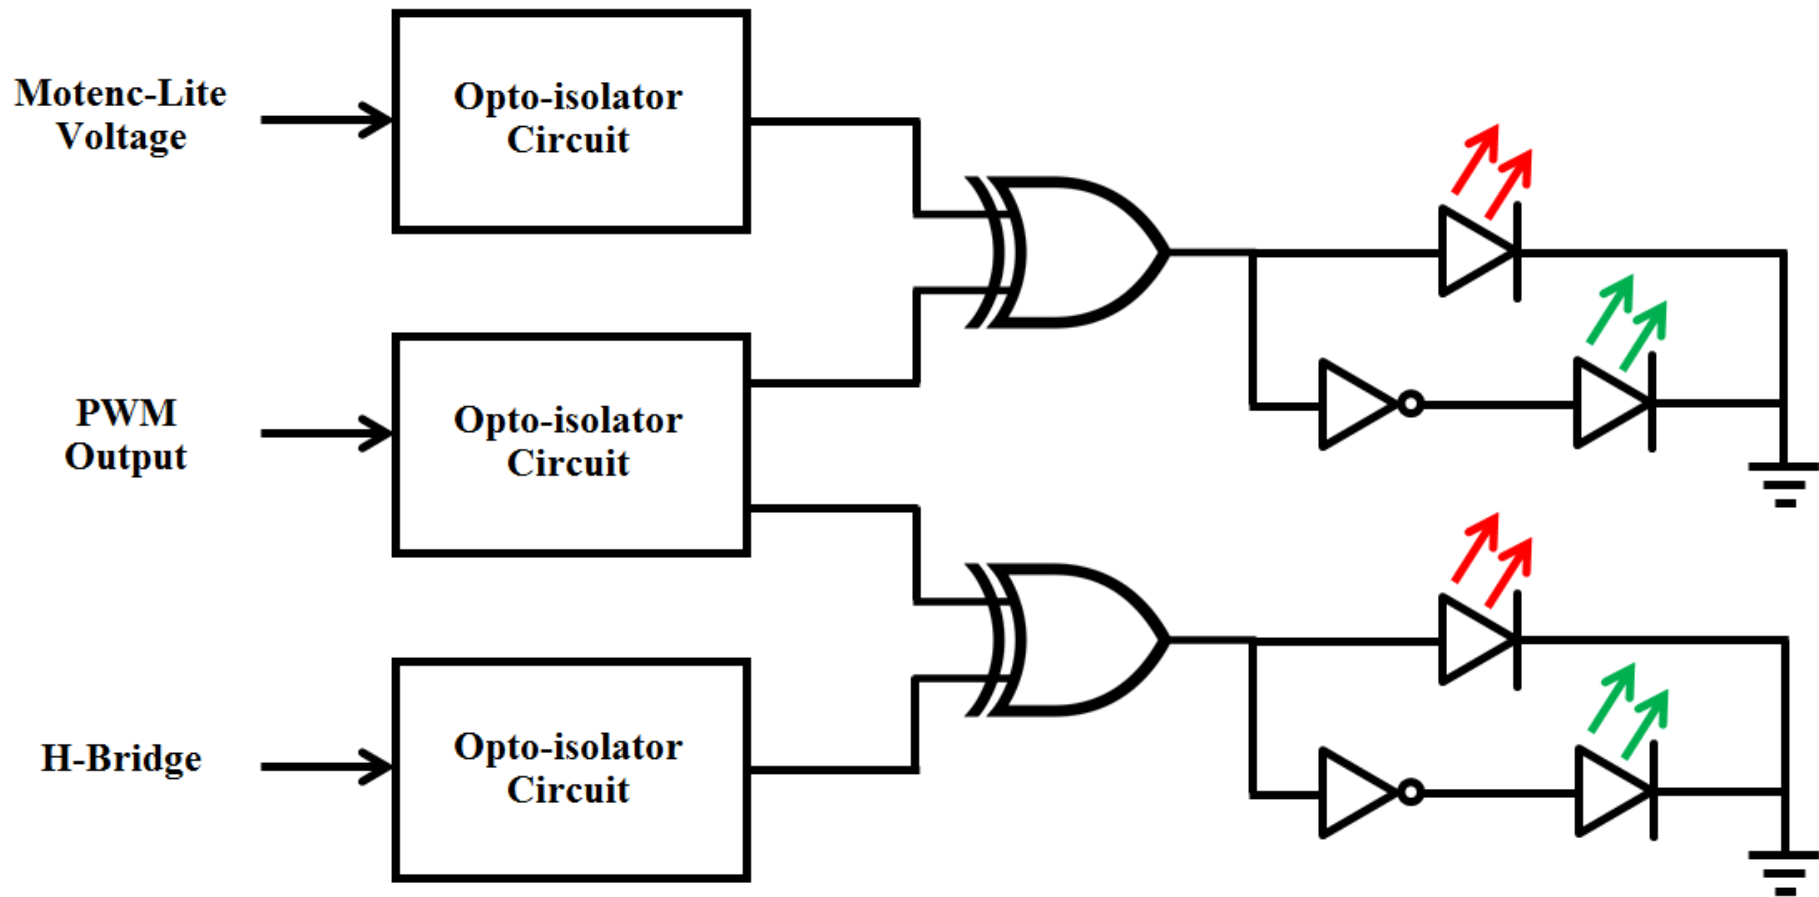 Motenc-Lite
Voltage
Opto-isolator
Circuit
PWM
Output
Opto-isolator
Circuit
H-Bridge
Opto-isolator
Circuit